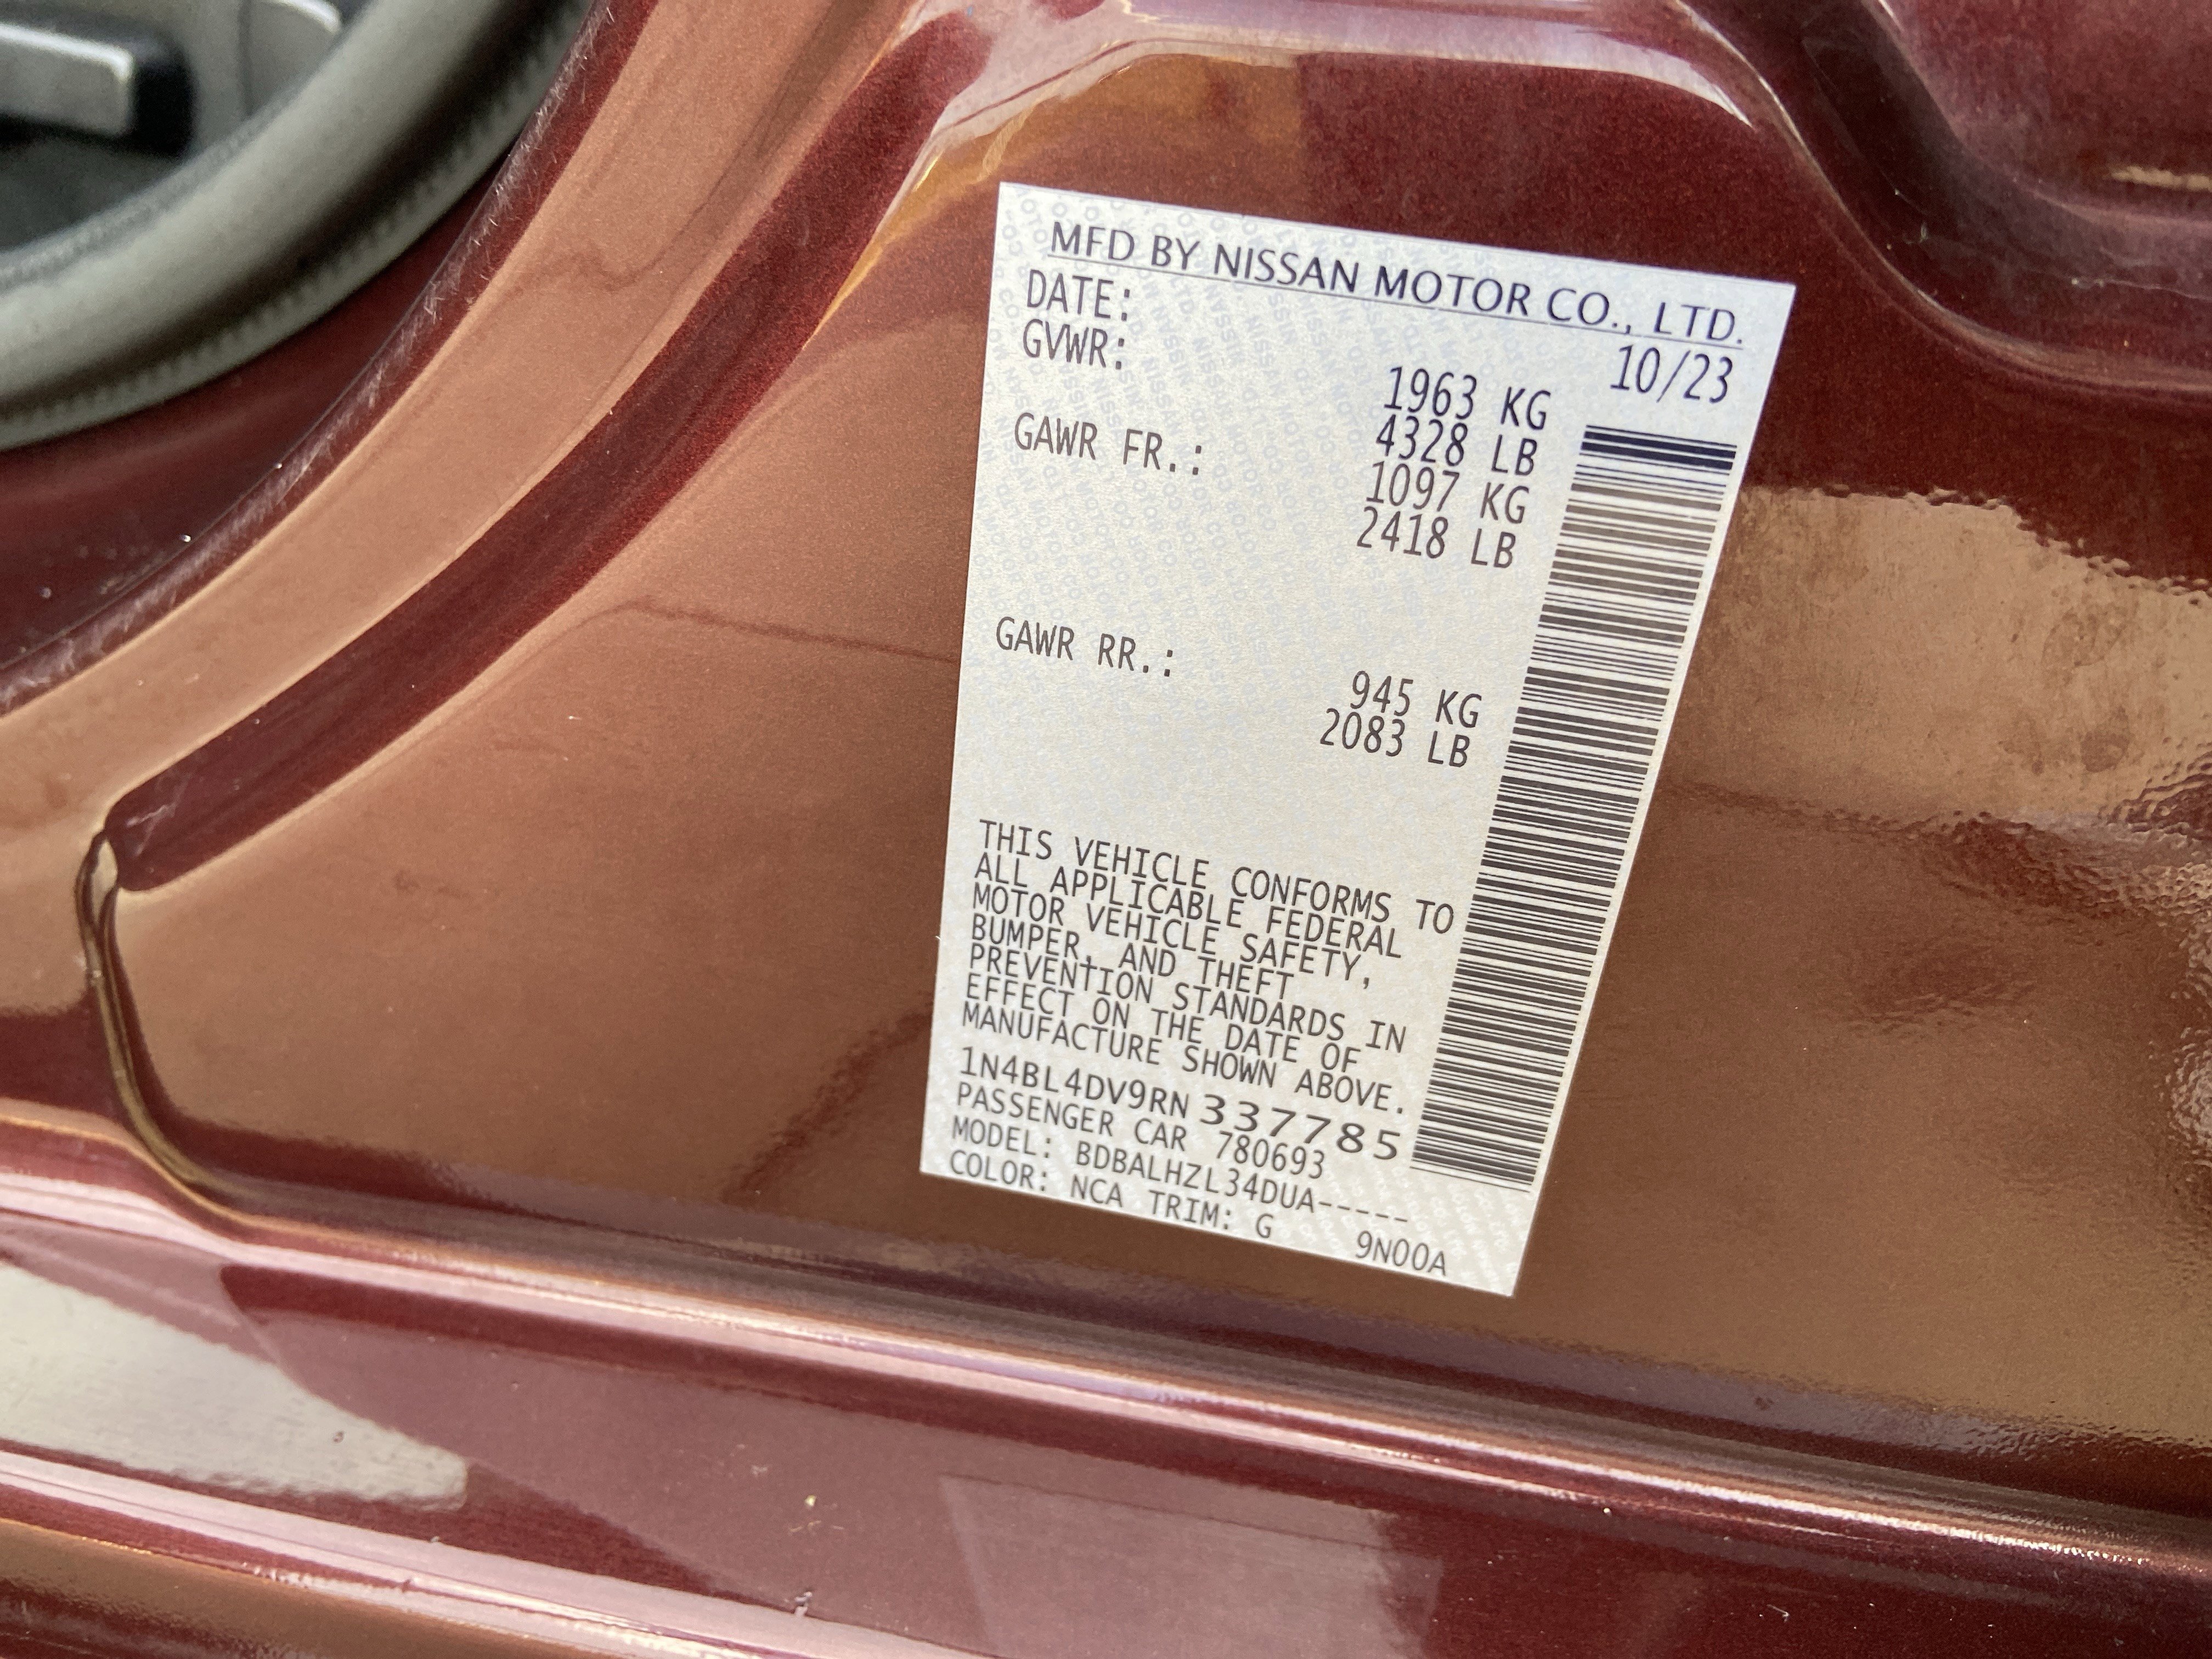 MFD BY NISSAN MOTOR CO., LTD.
DATE: 10/23
GVWR: 1963 KG
4328 LB
GAWR FR.: 1097 KG
2418 LB
GAWR RR.: 945 KG
2083 LB
THIS VEHICLE CONFORMS TO
ALL APPLICABLE FEDERAL
MOTOR VEHICLE SAFETY,
BUMPER, AND THEFT
PREVENTION STANDARDS IN
EFFECT ON THE DATE OF
MANUFACTURE SHOWN ABOVE.
1N4BL4DV9RN337785
PASSENGER CAR 780693
MODEL: BDBALHZL34DUA-----
COLOR: NCA TRIM: G 9N00A